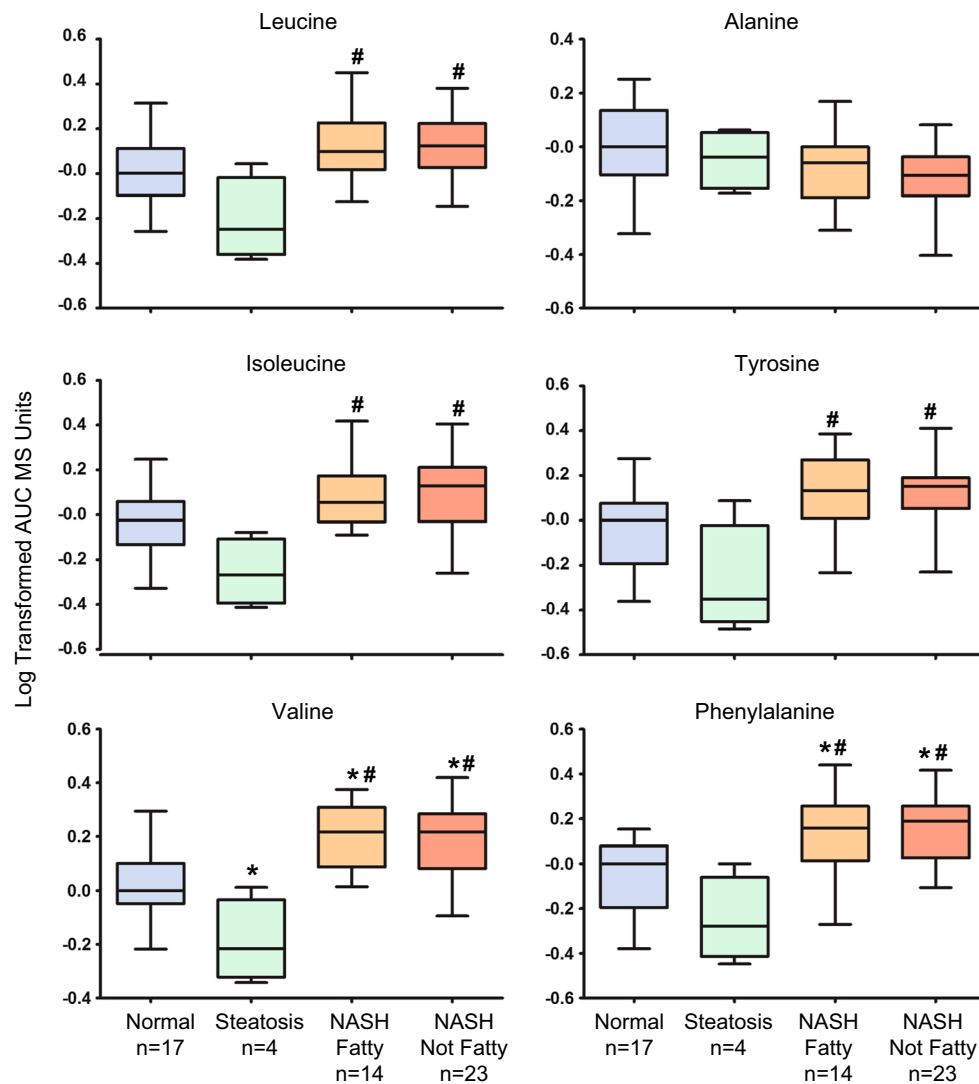 Log Transformed AUC MS Units
Leucine
0.6
0.4
0.2
-0.0
-0.2
-0.4
-0.6
#
#
Alanine
0.4
0.2
-0.0
-0.2
-0.4
-0.6
Isoleucine
0.6
0.4
0.2
-0.0
-0.2
-0.4
-0.6
#
#
Tyrosine
0.6
0.4
0.2
-0.0
-0.2
-0.4
-0.6
#
#
Valine
0.6
0.4
0.2
0.0
-0.2
-0.4
*
*#
*#
Phenylalanine
0.6
0.4
0.2
-0.0
-0.2
-0.4
-0.6
*#
*#
Normal
n=17
Steatosis
n=4
NASH
Fatty
n=14
NASH
Not Fatty
n=23
Normal
n=17
Steatosis
n=4
NASH
Fatty
n=14
NASH
Not Fatty
n=23